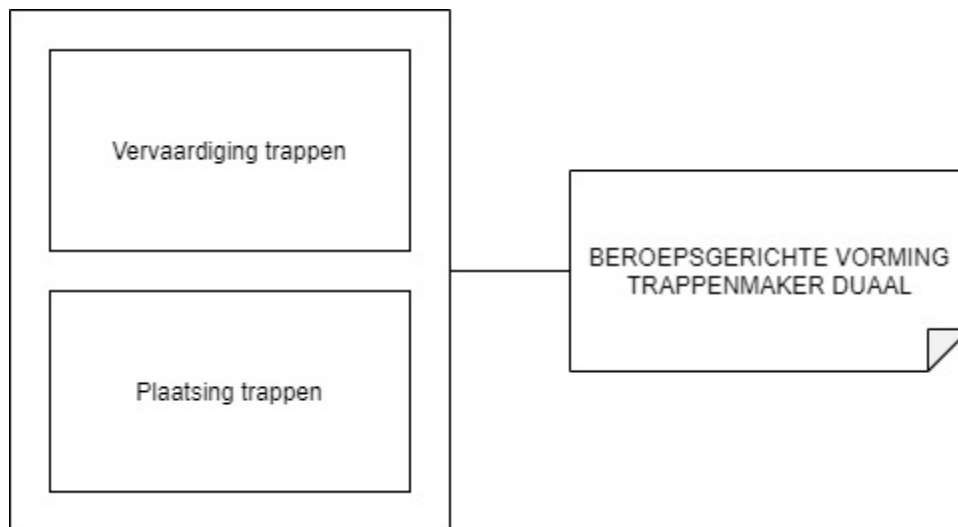 Vervaardiging trappen
BEROEPSGERICHTE VORMING
TRAPPENMAKER DUAAL
Plaatsing trappen